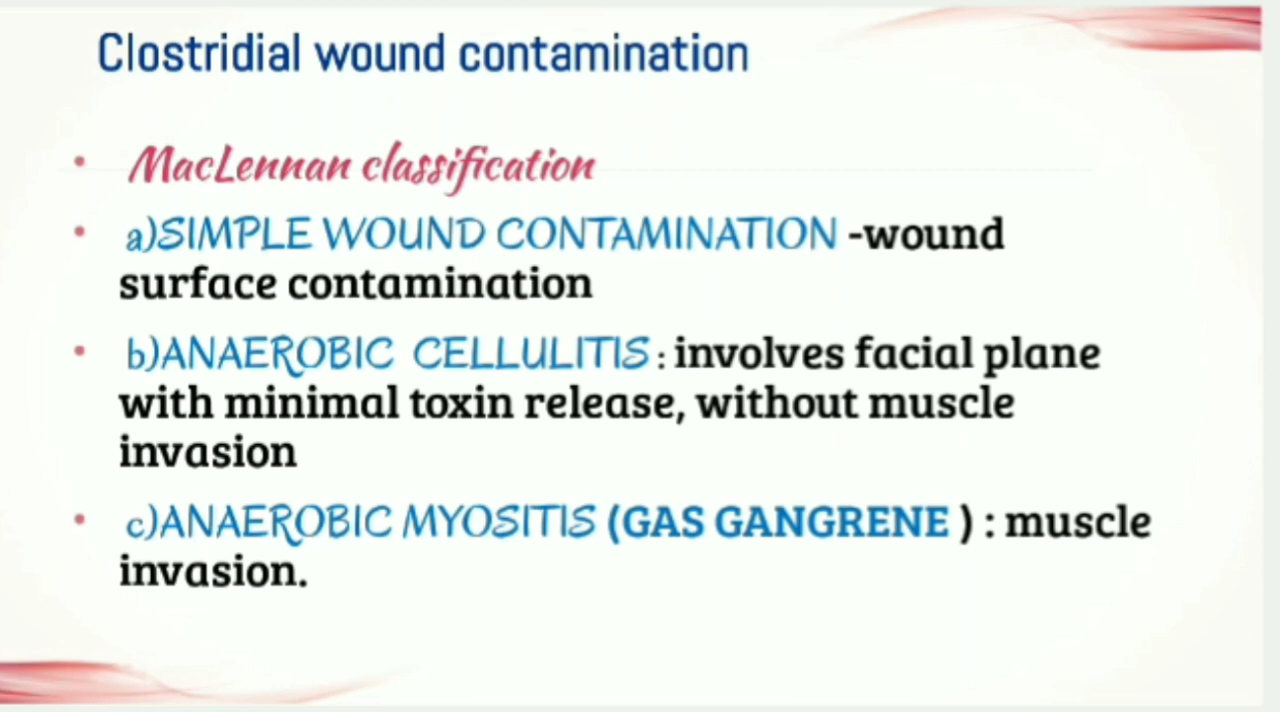 Clostridial wound contamination
• MacLennan classification
• a)SIMPLE WOUND CONTAMINATION -wound
surface contamination
• b)ANAEROBIC CELLULITIS : involves facial plane
with minimal toxin release, without muscle
invasion
• c)ANAEROBIC MYOSITIS (GAS GANGRENE ) : muscle
invasion.